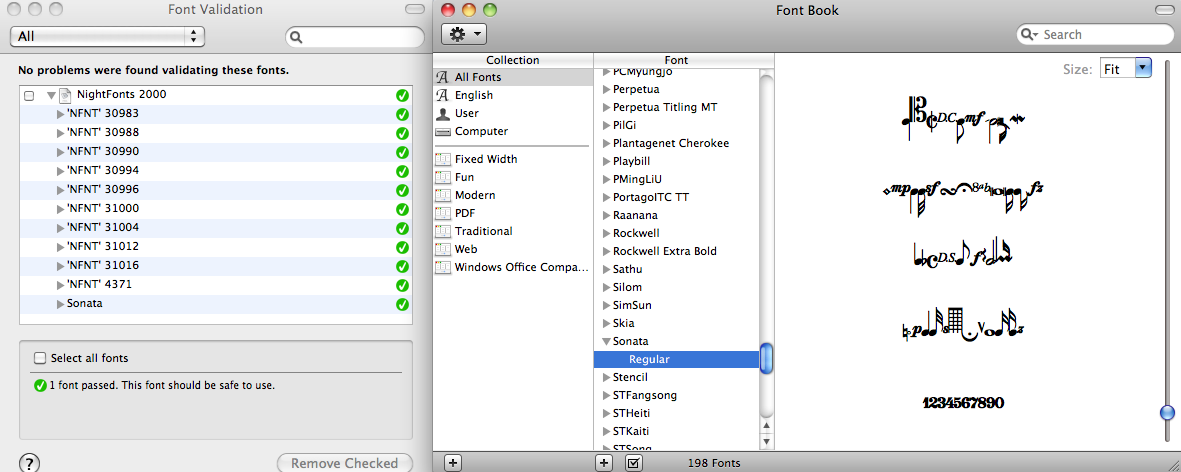 Font Validation
All
No problems were found validating these fonts.
NightFonts 2000
'NFNT' 30983
'NFNT' 30988
'NFNT' 30990
'NFNT' 30994
'NFNT' 30996
'NFNT' 31000
'NFNT' 31004
'NFNT' 31012
'NFNT' 31016
'NFNT' 4371
Sonata
Select all fonts
1 font passed. This font should be safe to use.
?
Remove Checked
Font Book
Search
Collection
All Fonts
English
User
Computer
Fixed Width
Fun
Modern
PDF
Traditional
Web
Windows Office Compa...
Font
PCMyungjo
Perpetua
Perpetua Titling MT
PilGi
Plantagenet Cherokee
Playbill
PMingLiU
PortagoITC TT
Raanana
Rockwell
Rockwell Extra Bold
Sathu
Silom
SimSun
Skia
Sonata
Regular
Stencil
STFangsong
STHeiti
STKaiti
STSong
198 Fonts
Size: Fit
D.C. mf
mp sf 8ª b fz
D.S. f
p s z
1234567890